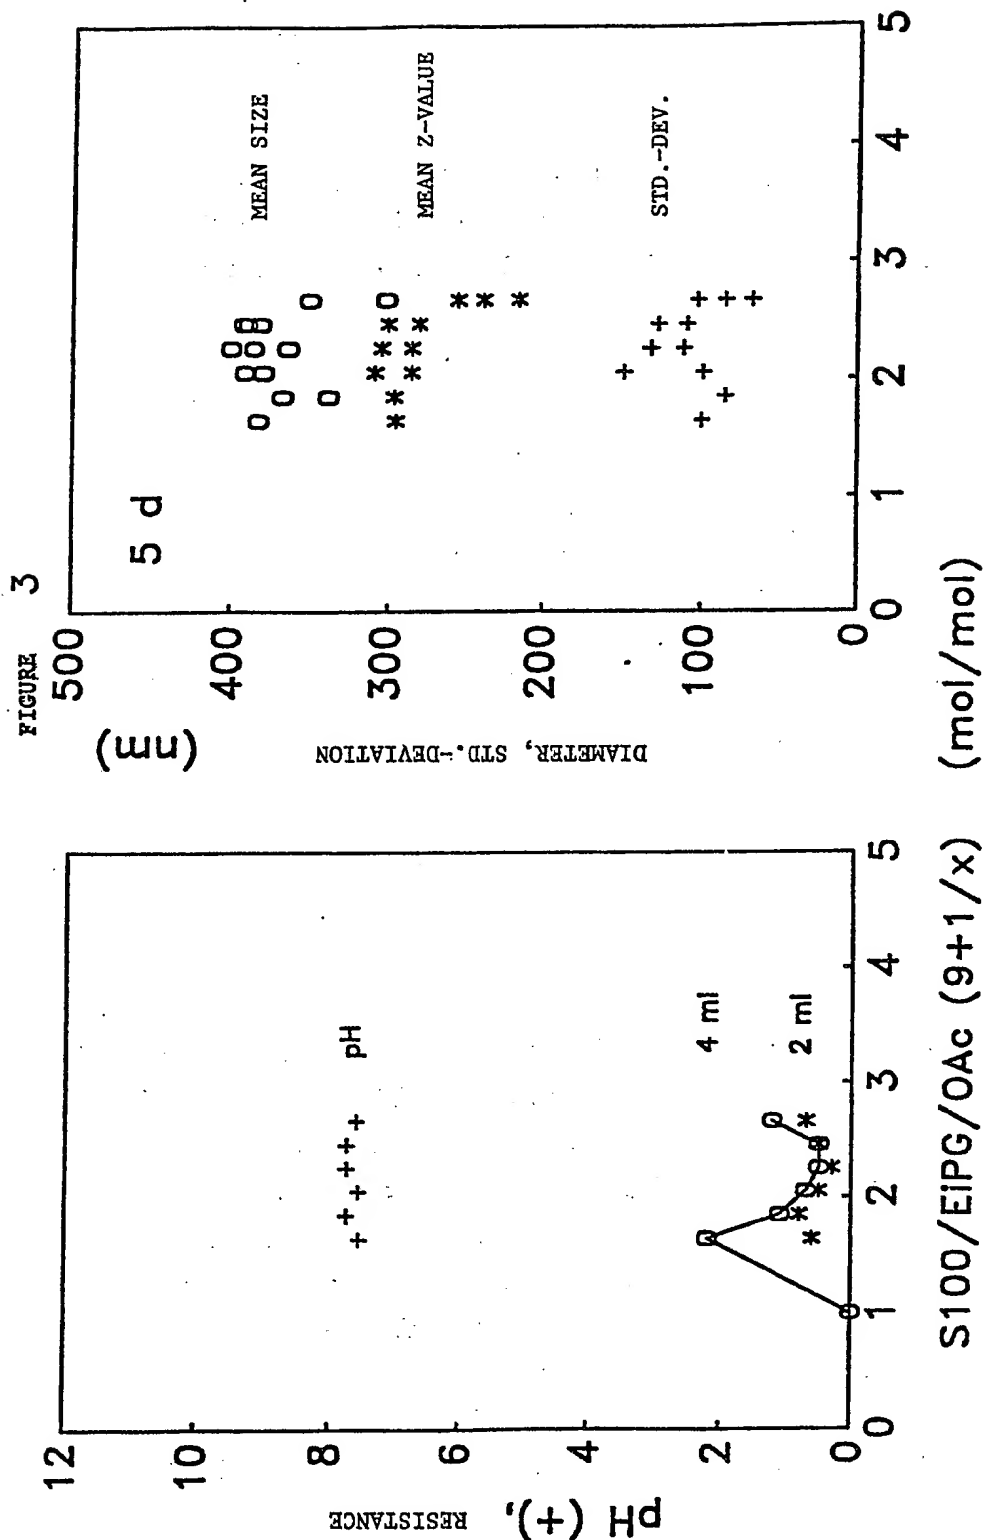 FIGURE 3
12
10
8
6
4
2
0
pH (+), RESISTANCE
pH
4 ml
2 ml
0 1 2 3 4 5
500
400
300
200
100
0
(nm)
DIAMETER, STD.-DEVIATION
5 d
MEAN SIZE
MEAN Z-VALUE
STD.-DEV.
0 1 2 3 4 5
S100/EiPG/OAc (9+1/x) (mol/mol)